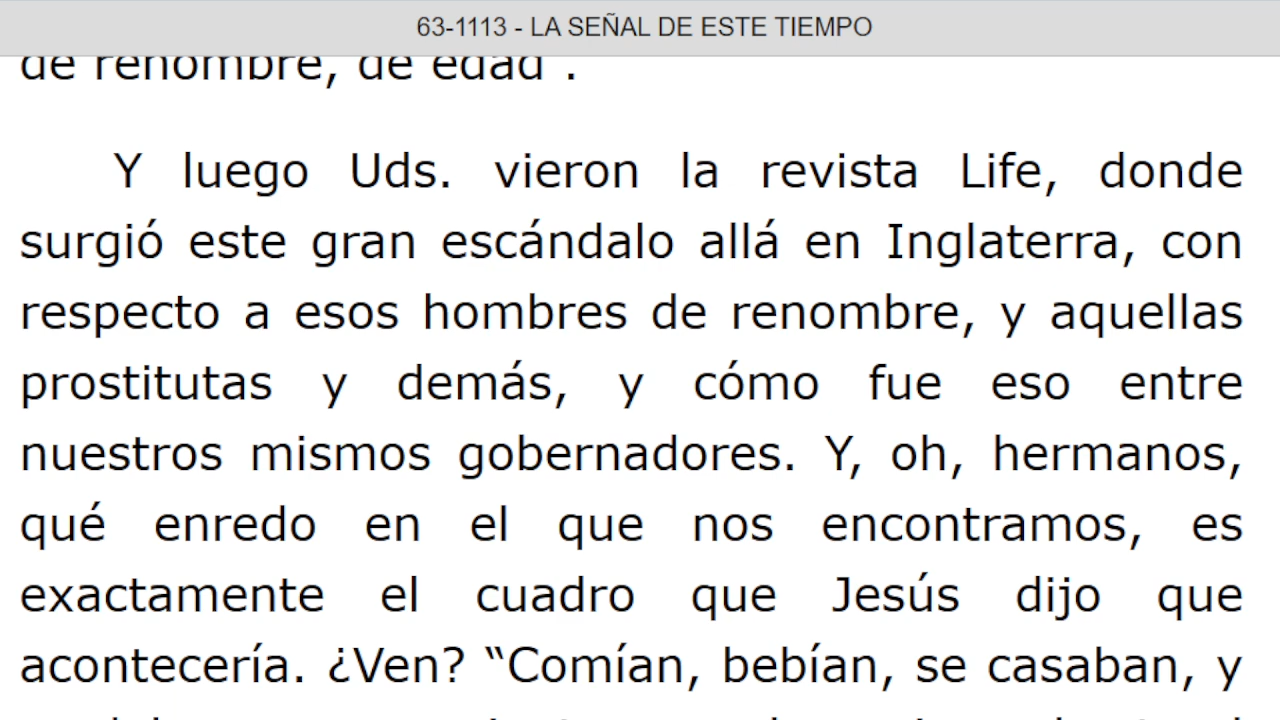 63-1113 - LA SEÑAL DE ESTE TIEMPO
de renombre, de edad".
Y luego Uds. vieron la revista Life, donde
surgió este gran escándalo allá en Inglaterra, con
respecto a esos hombres de renombre, y aquellas
prostitutas y demás, y cómo fue eso entre
nuestros mismos gobernadores. Y, oh, hermanos,
qué enredo en el que nos encontramos, es
exactamente el cuadro que Jesús dijo que
acontecería. ¿Ven? “Comían, bebían, se casaban, y